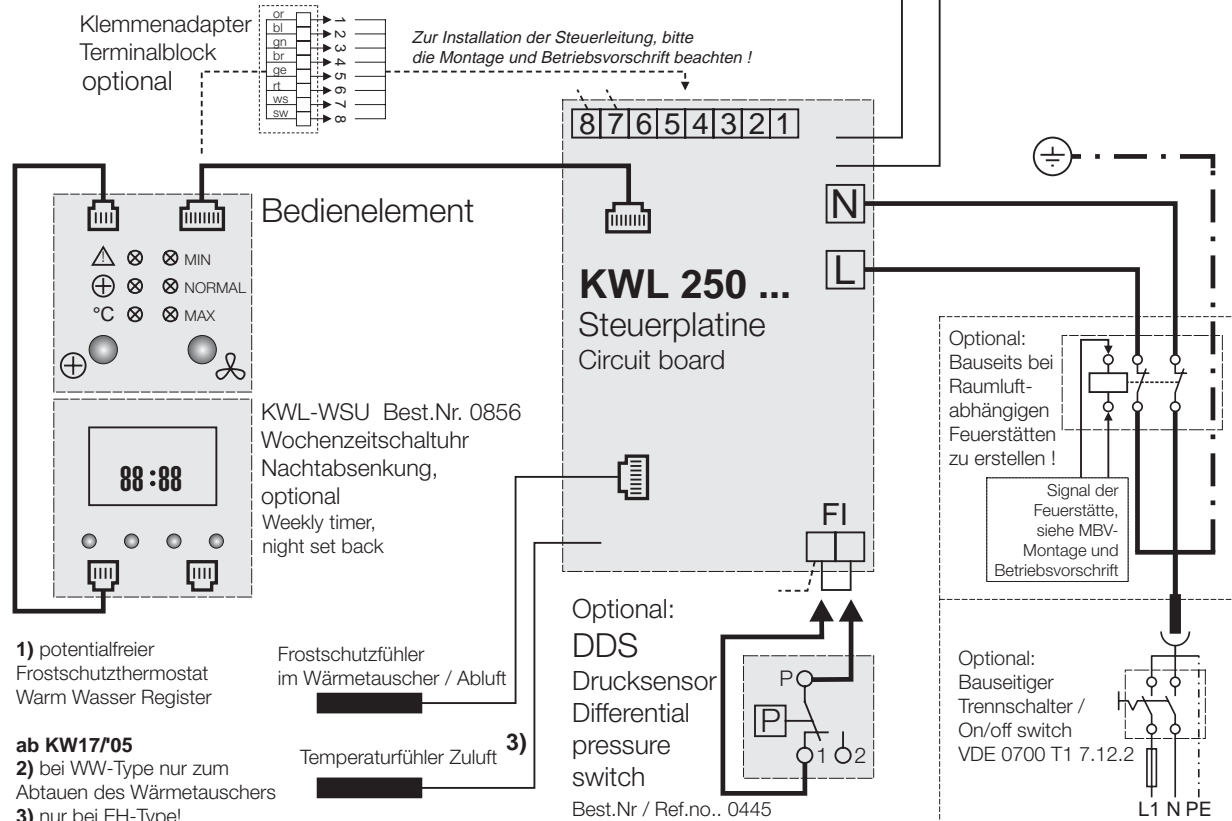 Klemmenadapter
Terminalblock
optional
or
bl
gn
br
ge
rt
ws
sw
1
2
3
4
5
6
7
8
Zur Installation der Steuerleitung, bitte
die Montage und Betriebsvorschrift beachten !
8 7 6 5 4 3 2 1
Bedienelement
MIN
NORMAL
°C
MAX
N
L
KWL 250 ...
Steuerplatine
Circuit board
KWL-WSU Best.Nr. 0856
Wochenzeitschaltuhr
Nachtabsenkung,
optional
Weekly timer,
night set back
88:88
Optional:
Bauseits bei
Raumluft-
abhängigen
Feuerstätten
zu erstellen !
Signal der
Feuerstätte,
siehe MBV-
Montage und
Betriebsvorschrift
FI
1) potentialfreier
Frostschutzthermostat
Warm Wasser Register
ab KW17/'05
2) bei WW-Type nur zum
Abtauen des Wärmetauschers
3) nur bei EH-Type!
Frostschutzfühler
im Wärmetauscher / Abluft
Temperaturfühler Zuluft 3)
Optional:
DDS
Drucksensor
Differential
pressure
switch
Best.Nr / Ref.no.. 0445
P
P
1 2
Optional:
Bauseitiger
Trennschalter /
On/off switch
VDE 0700 T1 7.12.2
L1 N PE